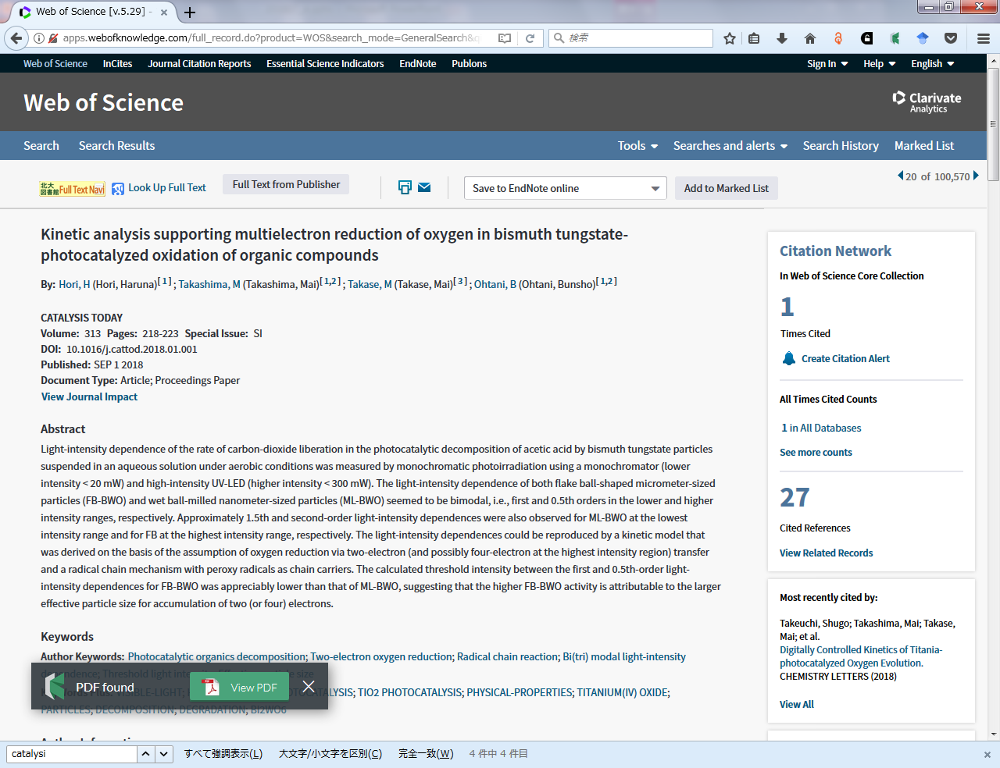 Web of Science [v.5.29] -
apps.webofknowledge.com/full_record.do?product=WOS&search_mode=GeneralSearch&q
検索
Web of Science InCites Journal Citation Reports Essential Science Indicators EndNote Publons Sign In Help English
Web of Science
Clarivate
Analytics
Search Search Results Tools Searches and alerts Search History Marked List
北大
図書館 Full Text Navi Look Up Full Text Full Text from Publisher Save to EndNote online Add to Marked List
20 of 100,570
Kinetic analysis supporting multielectron reduction of oxygen in bismuth tungstate-
photocatalyzed oxidation of organic compounds
By: Hori, H (Hori, Haruna)[ 1 ] ; Takashima, M (Takashima, Mai)[ 1,2 ] ; Takase, M (Takase, Mai)[ 3 ] ; Ohtani, B (Ohtani, Bunsho)[ 1,2 ]
CATALYSIS TODAY
Volume: 313 Pages: 218-223 Special Issue: SI
DOI: 10.1016/j.cattod.2018.01.001
Published: SEP 1 2018
Document Type: Article; Proceedings Paper
View Journal Impact
Abstract
Light-intensity dependence of the rate of carbon-dioxide liberation in the photocatalytic decomposition of acetic acid by bismuth tungstate particles
suspended in an aqueous solution under aerobic conditions was measured by monochromatic photoirradiation using a monochromator (lower
intensity < 20 mW) and high-intensity UV-LED (higher intensity < 300 mW). The light-intensity dependence of both flake ball-shaped micrometer-sized
particles (FB-BWO) and wet ball-milled nanometer-sized particles (ML-BWO) seemed to be bimodal, i.e., first and 0.5th orders in the lower and higher
intensity ranges, respectively. Approximately 1.5th and second-order light-intensity dependences were also observed for ML-BWO at the lowest
intensity range and for FB at the highest intensity range, respectively. The light-intensity dependences could be reproduced by a kinetic model that
was derived on the basis of the assumption of oxygen reduction via two-electron (and possibly four-electron at the highest intensity region) transfer
and a radical chain mechanism with peroxy radicals as chain carriers. The calculated threshold intensity between the first and 0.5th-order light-
intensity dependences for FB-BWO was appreciably lower than that of ML-BWO, suggesting that the higher FB-BWO activity is attributable to the larger
effective particle size for accumulation of two (or four) electrons.
Keywords
Author Keywords: Photocatalytic organics decomposition; Two-electron oxygen reduction; Radical chain reaction; Bi(tri) modal light-intensity
dependence; Threshold light intensity; Effective particle size
VISIBLE-LIGHT; PHOTOCATALYSIS; TIO2 PHOTOCATALYSIS; PHYSICAL-PROPERTIES; TITANIUM(IV) OXIDE;
PARTICLES; DECOMPOSITION; DEGRADATION; BI2WO6
PDF found View PDF
Author Information
Citation Network
In Web of Science Core Collection
1
Times Cited
Create Citation Alert
All Times Cited Counts
1 in All Databases
See more counts
27
Cited References
View Related Records
Most recently cited by:
Takeuchi, Shugo; Takashima, Mai; Takase,
Mai; et al.
Digitally Controlled Kinetics of Titania-
photocatalyzed Oxygen Evolution.
CHEMISTRY LETTERS (2018)
View All
catalysi すべて強調表示(L) 大文字/小文字を区別(C) 完全一致(W) 4 件中 4 件目